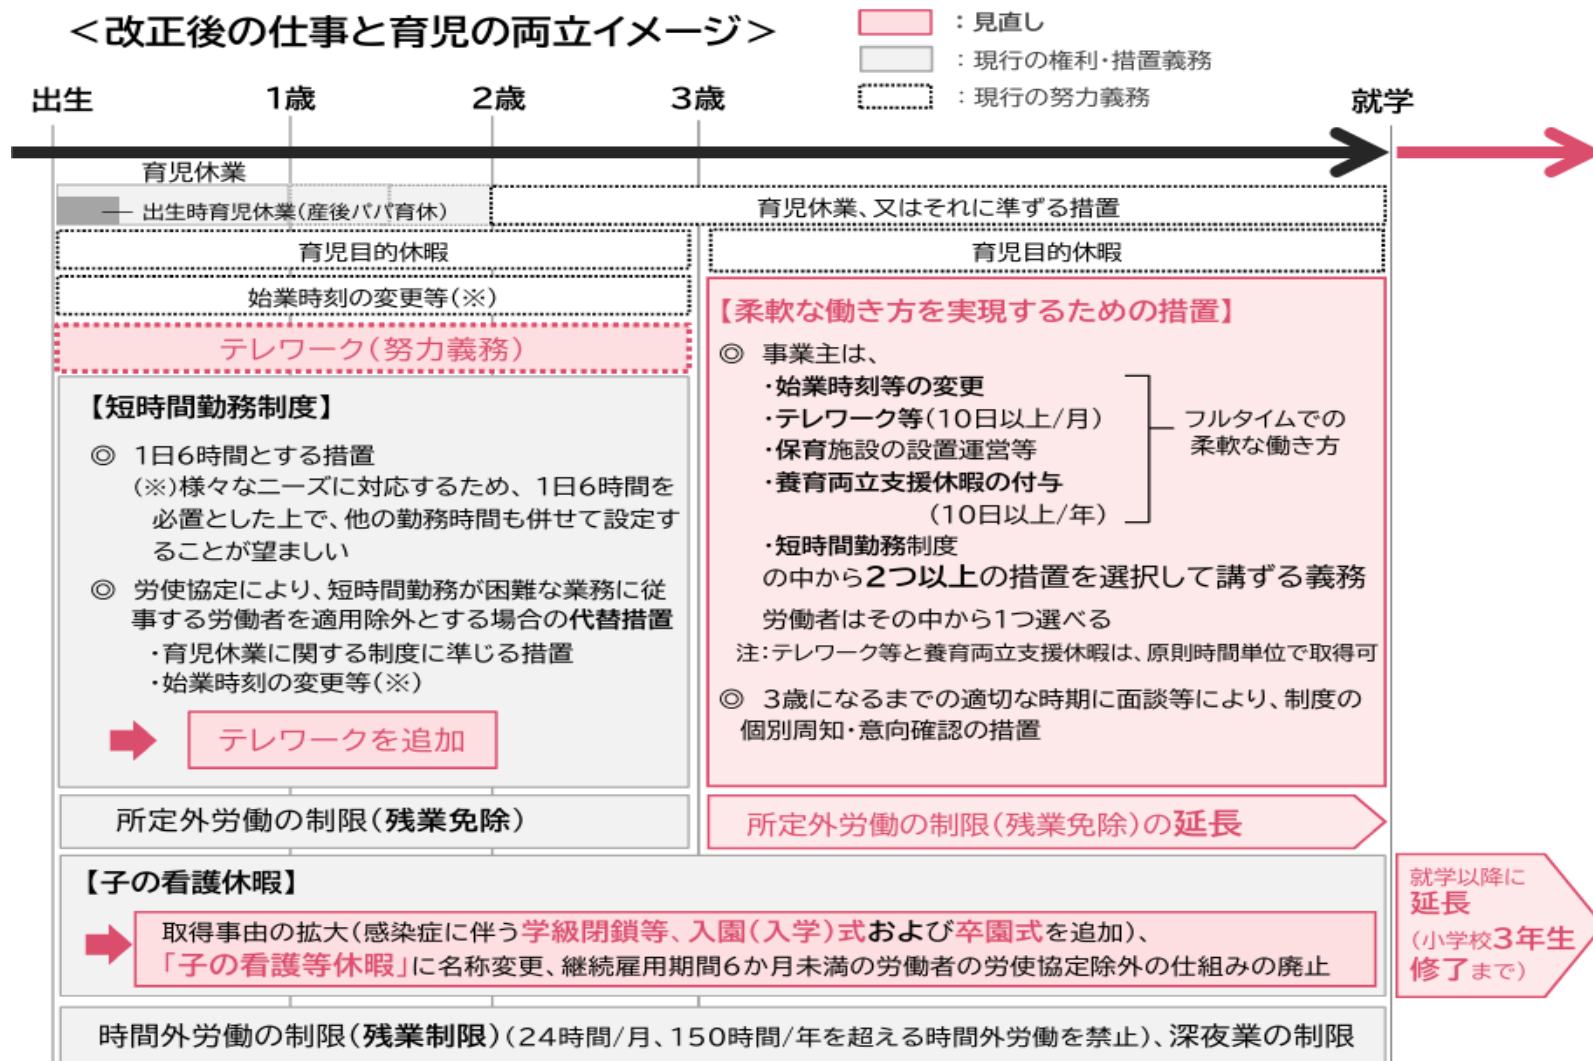 ＜改正後の仕事と育児の両立イメージ＞
：見直し
：現行の権利・措置義務
：現行の努力義務
出生
1歳
2歳
3歳
就学
育児休業
出生時育児休業(産後パパ育休)
育児休業、又はそれに準ずる措置
育児目的休暇
育児目的休暇
始業時刻の変更等(※)
テレワーク(努力義務)
【短時間勤務制度】
◎ 1日6時間とする措置
(※)様々なニーズに対応するため、1日6時間を
必置とした上で、他の勤務時間も併せて設定す
ることが望ましい
◎ 労使協定により、短時間勤務が困難な業務に従
事する労働者を適用除外とする場合の代替措置
・育児休業に関する制度に準じる措置
・始業時刻の変更等(※)
テレワークを追加
【柔軟な働き方を実現するための措置】
◎ 事業主は、
・始業時刻等の変更
・テレワーク等(10日以上/月)
・保育施設の設置運営等
・養育両立支援休暇の付与
(10日以上/年)
フルタイムでの
柔軟な働き方
・短時間勤務制度
の中から2つ以上の措置を選択して講ずる義務
労働者はその中から1つ選べる
注：テレワーク等と養育両立支援休暇は、原則時間単位で取得可
◎ 3歳になるまでの適切な時期に面談等により、制度の
個別周知・意向確認の措置
所定外労働の制限(残業免除)
所定外労働の制限(残業免除)の延長
【子の看護休暇】
取得事由の拡大(感染症に伴う学級閉鎖等、入園(入学)式および卒園式を追加)、
「子の看護等休暇」に名称変更、継続雇用期間6か月未満の労働者の労使協定除外の仕組みの廃止
就学以降に
延長
(小学校3年生
修了まで)
時間外労働の制限(残業制限)(24時間/月、150時間/年を超える時間外労働を禁止)、深夜業の制限